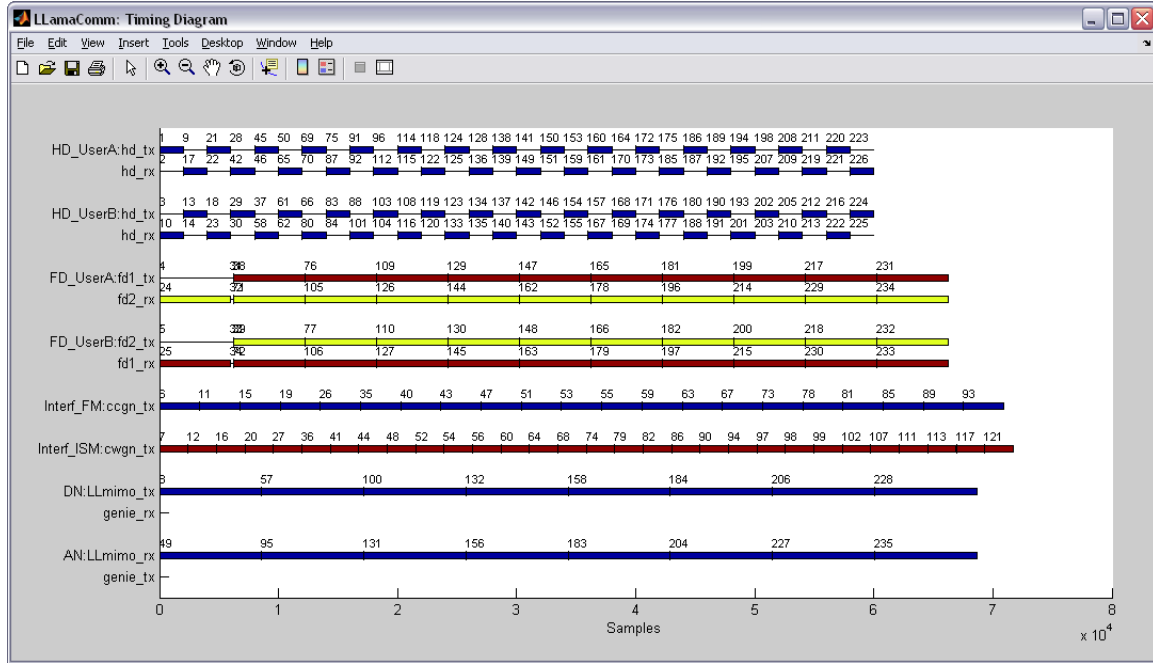 LLamaComm: Timing Diagram
File Edit View Insert Tools Desktop Window Help
1 9 21 28 45 50 69 75 91 96 114 118 124 128 138 141 150 153 160 164 172 175 186 189 194 198 208 211 220 223
HD_UserA:hd_tx
2 17 22 42 46 65 70 87 92 112 115 122 125 136 139 149 151 159 161 170 173 185 187 192 195 207 209 219 221 226
hd_rx
3 13 18 29 37 61 66 83 88 103 108 119 123 134 137 142 146 154 157 168 171 176 180 190 193 202 205 212 216 224
HD_UserB:hd_tx
10 14 23 30 58 62 80 84 101 104 116 120 133 135 140 143 152 155 167 169 174 177 188 191 201 203 210 213 222 225
hd_rx
4 76 109 129 147 165 181 199 217 231
FD_UserA:fd1_tx
24 105 126 144 162 178 196 214 229 234
fd2_rx
5 77 110 130 148 166 182 200 218 232
FD_UserB:fd2_tx
25 106 127 145 163 179 197 215 230 233
fd1_rx
6 11 15 19 26 35 40 43 47 51 53 55 59 63 67 73 78 81 85 89 93
Interf_FM:ccgn_tx
7 12 16 20 27 36 41 44 48 52 54 56 60 64 68 74 79 82 86 90 94 97 98 99 102 107 111 113 117 121
Interf_ISM:cwgn_tx
8 57 100 132 158 184 206 228
DN:LLmimo_tx
genie_rx
49 95 131 156 183 204 227 235
AN:LLmimo_rx
genie_tx
0 1 2 3 4 5 6 7 8
Samples
x 10^4